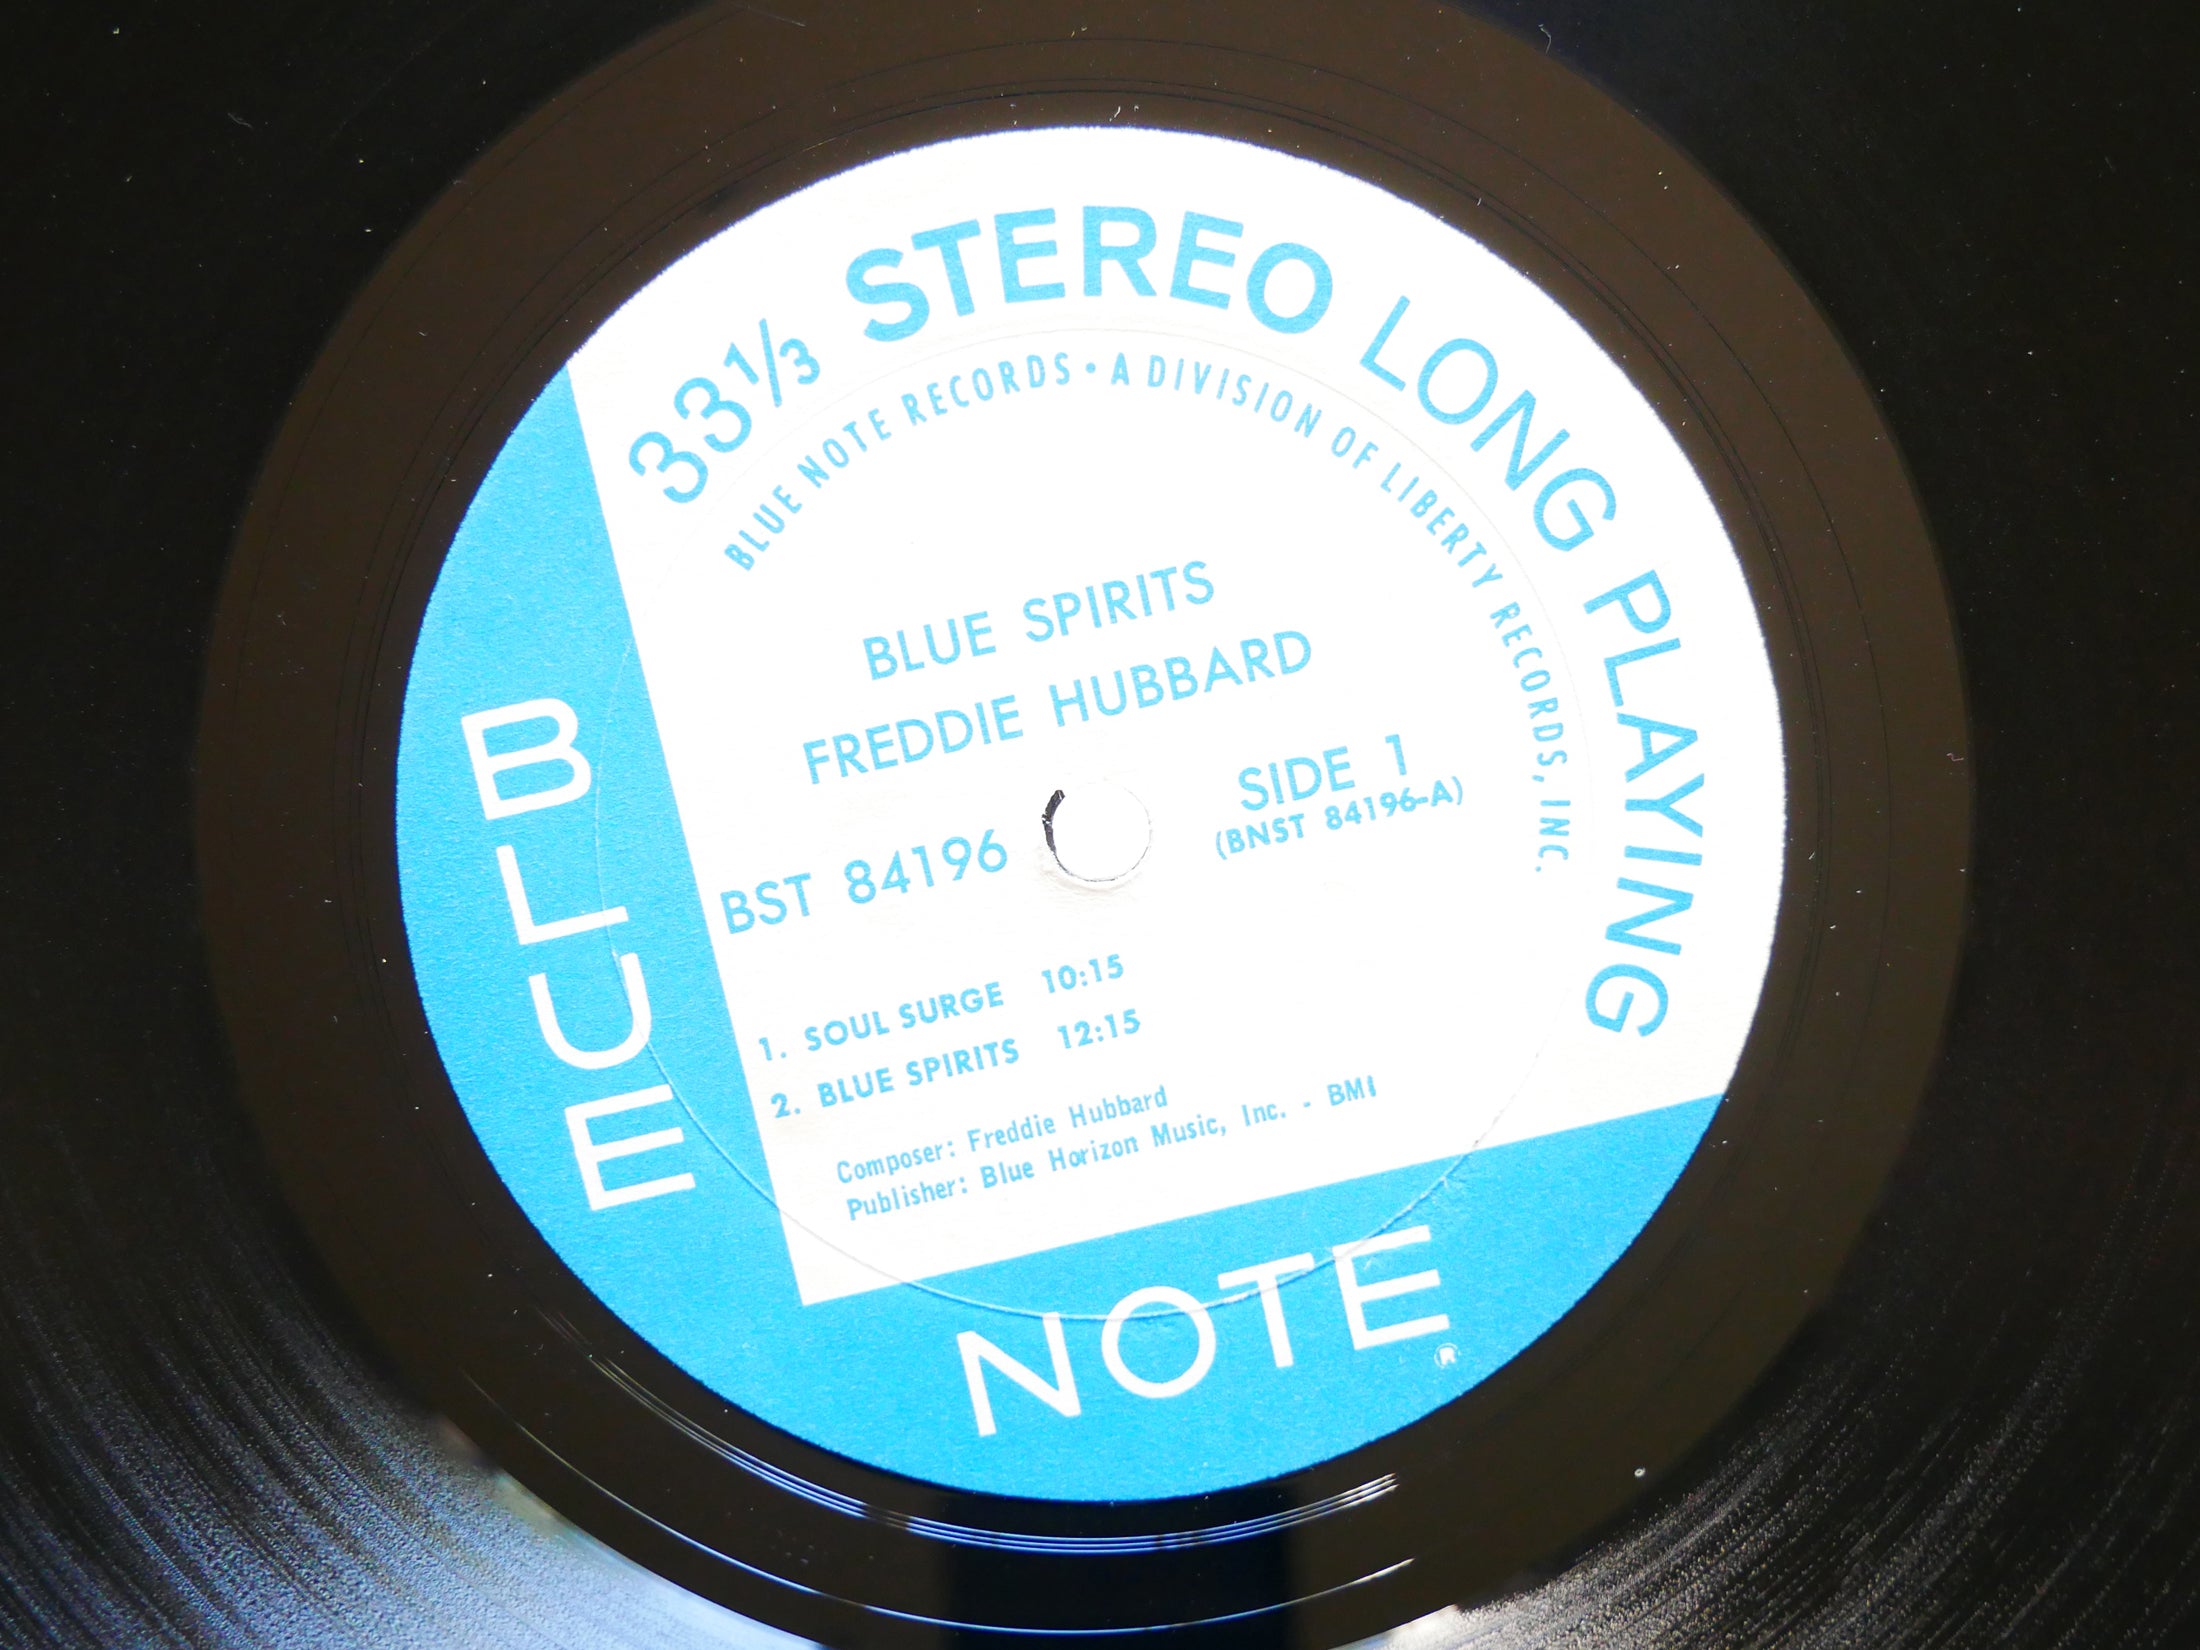 33⅓ STEREO LONG PLAYING
BLUE NOTE RECORDS • A DIVISION OF LIBERTY RECORDS, INC.
BLUE SPIRITS
FREDDIE HUBBARD
SIDE 1
BST 84196
(BNST 84196-A)
1. SOUL SURGE 10:15
2. BLUE SPIRITS 12:15
Composer: Freddie Hubbard
Publisher: Blue Horizon Music, Inc. - BMI
BLUE
NOTE®